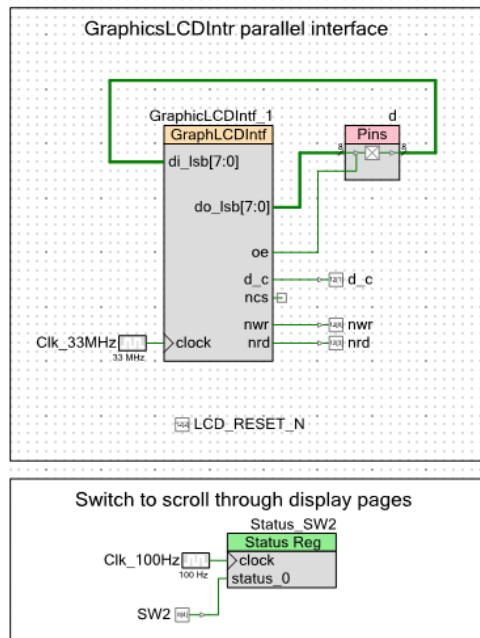 GraphicsLCDIntr parallel interface
GraphicLCDIntf_1
d
GraphLCDIntf
Pins
di_lsb[7:0]
8
8
do_lsb[7:0]
oe
d_c
d_c
ncs
nwr
nwr
Clk_33MHz
clock
nrd
nrd
33 MHz
LCD_RESET_N
Switch to scroll through display pages
Status_SW2
Status Reg
Clk_100Hz
clock
100 Hz
status_0
SW2